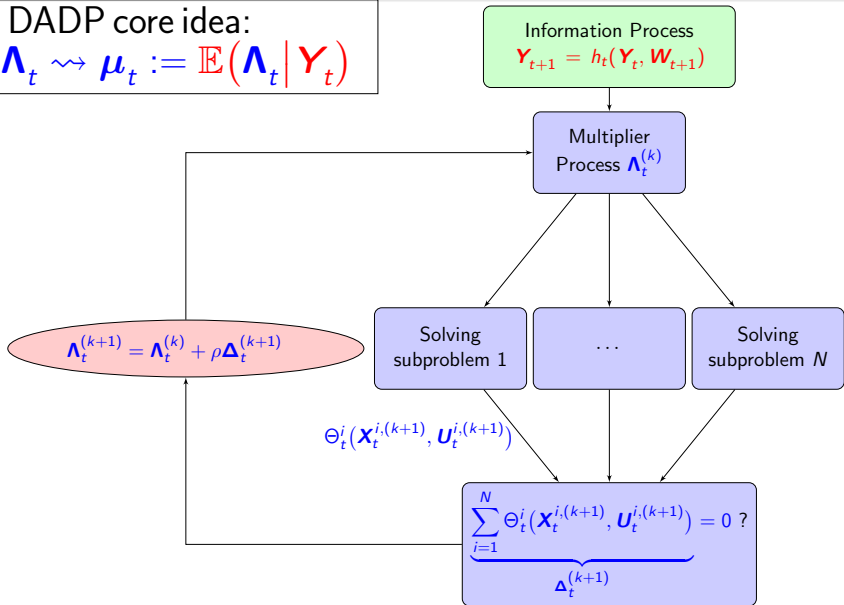 DADP core idea:
Λ_t ⇝ μ_t := 𝔼(Λ_t | Y_t)
Information Process
Y_{t+1} = h_t(Y_t, W_{t+1})
Multiplier
Process Λ_t^{(k)}
Solving
subproblem 1
...
Solving
subproblem N
Λ_t^{(k+1)} = Λ_t^{(k)} + ρΔ_t^{(k+1)}
Θ_t^i(X_t^{i,(k+1)}, U_t^{i,(k+1)})
∑_{i=1}^{N} Θ_t^i(X_t^{i,(k+1)}, U_t^{i,(k+1)}) = 0 ?
Δ_t^{(k+1)}